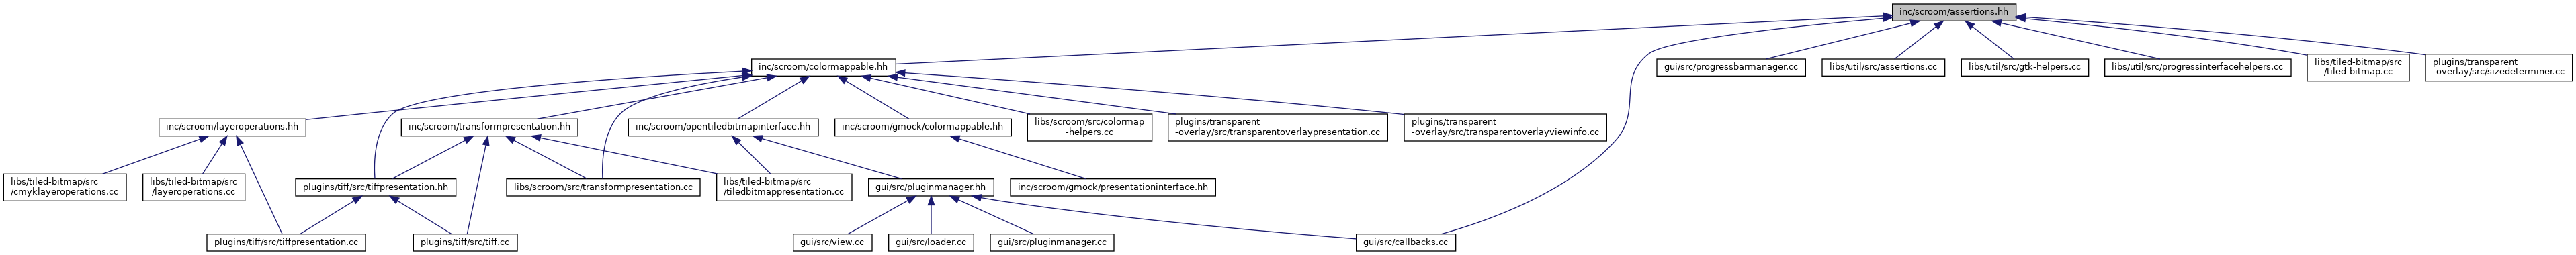 inc/scroom/assertions.hh
inc/scroom/colormappable.hh
gui/src/progressbarmanager.cc
libs/util/src/assertions.cc
libs/util/src/gtk-helpers.cc
libs/util/src/progressinterfacehelpers.cc
libs/tiled-bitmap/src
/tiled-bitmap.cc
plugins/transparent
-overlay/src/sizedeterminer.cc
inc/scroom/layeroperations.hh
inc/scroom/transformpresentation.hh
inc/scroom/opentiledbitmapinterface.hh
inc/scroom/gmock/colormappable.hh
libs/scroom/src/colormap
-helpers.cc
plugins/transparent
-overlay/src/transparentoverlaypresentation.cc
plugins/transparent
-overlay/src/transparentoverlayviewinfo.cc
libs/tiled-bitmap/src
/cmyklayeroperations.cc
libs/tiled-bitmap/src
/layeroperations.cc
plugins/tiff/src/tiffpresentation.hh
libs/scroom/src/transformpresentation.cc
libs/tiled-bitmap/src
/tiledbitmappresentation.cc
gui/src/pluginmanager.hh
inc/scroom/gmock/presentationinterface.hh
plugins/tiff/src/tiffpresentation.cc
plugins/tiff/src/tiff.cc
gui/src/view.cc
gui/src/loader.cc
gui/src/pluginmanager.cc
gui/src/callbacks.cc